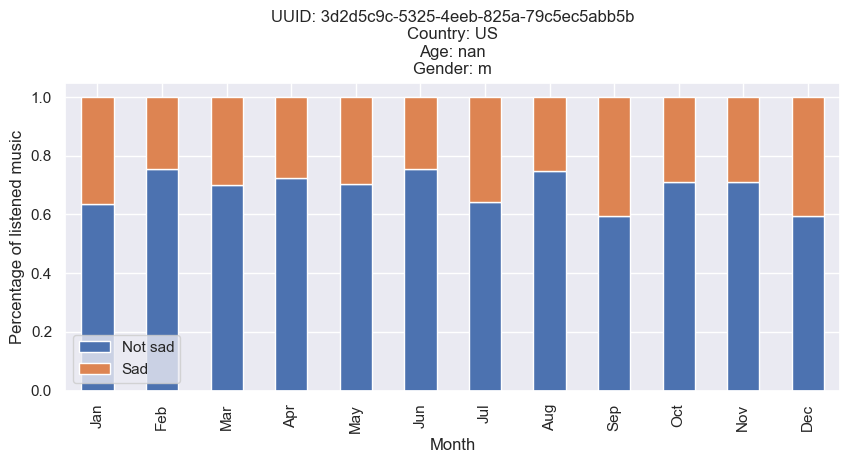 UUID: 3d2d5c9c-5325-4eeb-825a-79c5ec5abb5b
Country: US
Age: nan
Gender: m
Percentage of listened music
1.0
0.8
0.6
0.4
0.2
0.0
Not sad
Sad
Jan Feb Mar Apr May Jun Jul Aug Sep Oct Nov Dec
Month